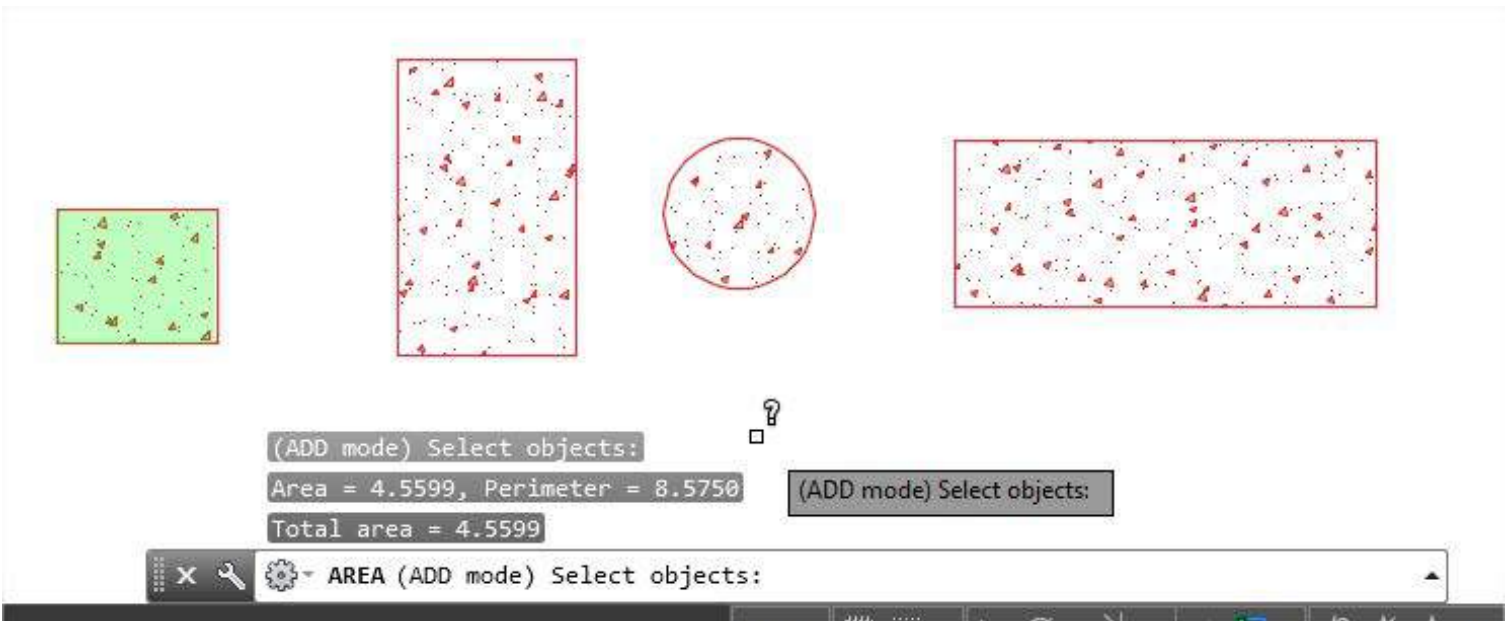 (ADD mode) Select objects:
Area = 4.5599, Perimeter = 8.5750
(ADD mode) Select objects:
Total area = 4.5599
AREA (ADD mode) Select objects: